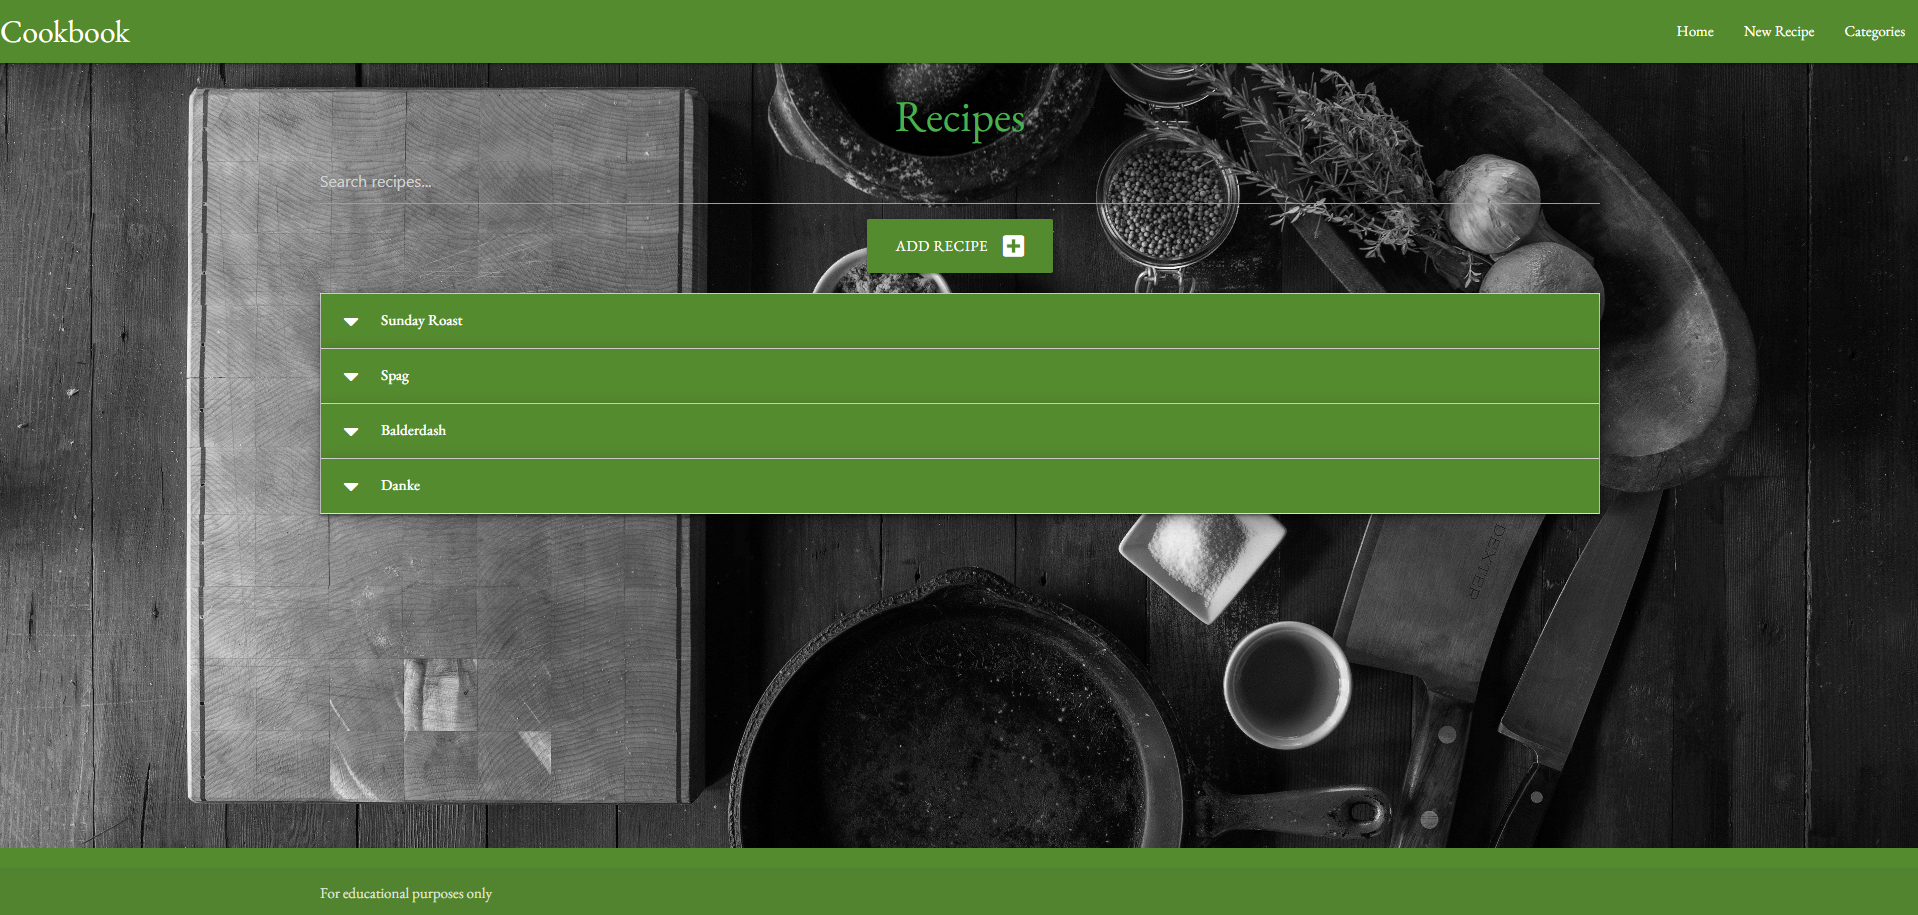 Cookbook
Home New Recipe Categories
Recipes
Search recipes...
ADD RECIPE
Sunday Roast
Spag
Balderdash
Danke
DEXTER
For educational purposes only